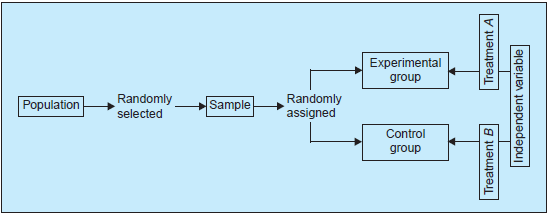 Population
Randomly
selected
Sample
Randomly
assigned
Experimental
group
Control
group
Treatment A
Treatment B
Independent variable